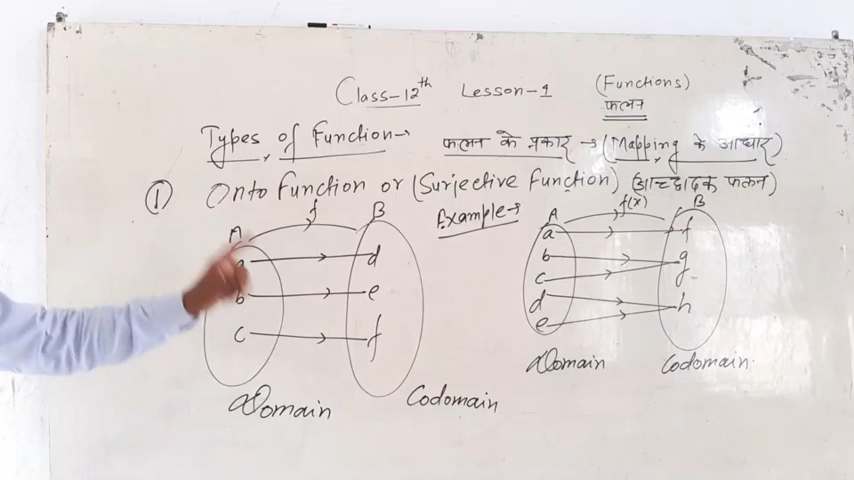 Class-12th Lesson-1 (Functions)
फलन
Types of Function→ फलन के प्रकार → (Mapping के आधार)
① Onto Function or (Surjective Function) (आच्छादक फलन)
f Example→ f(x)
A B A B
a d a f
b e b g
c f c h
d
e
Domain Codomain Domain Codomain